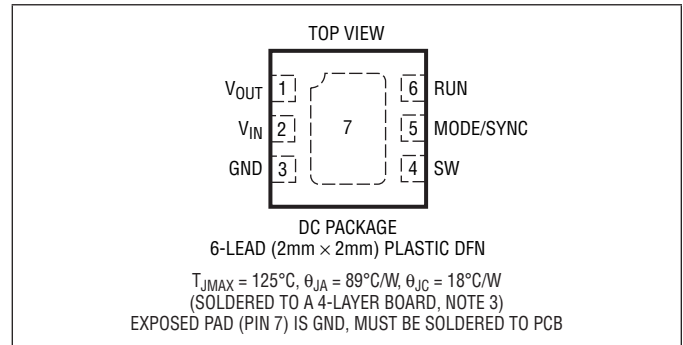 TOP VIEW
VOUT 1 6 RUN
VIN 2 7 5 MODE/SYNC
GND 3 4 SW
DC PACKAGE
6-LEAD (2mm × 2mm) PLASTIC DFN
TJMAX = 125°C, θJA = 89°C/W, θJC = 18°C/W
(SOLDERED TO A 4-LAYER BOARD, NOTE 3)
EXPOSED PAD (PIN 7) IS GND, MUST BE SOLDERED TO PCB